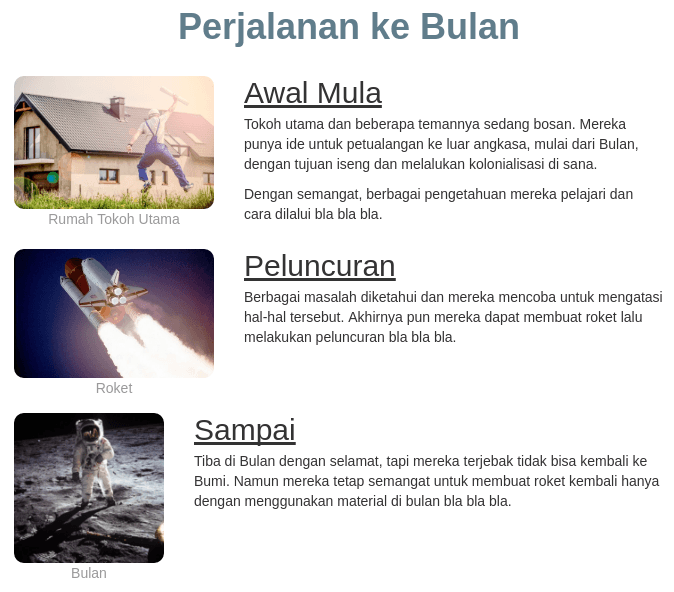 Perjalanan ke Bulan
Awal Mula
Tokoh utama dan beberapa temannya sedang bosan. Mereka
punya ide untuk petualangan ke luar angkasa, mulai dari Bulan,
dengan tujuan iseng dan melalukan kolonialisasi di sana.
Dengan semangat, berbagai pengetahuan mereka pelajari dan
cara dilalui bla bla bla.
Rumah Tokoh Utama
Peluncuran
Berbagai masalah diketahui dan mereka mencoba untuk mengatasi
hal-hal tersebut. Akhirnya pun mereka dapat membuat roket lalu
melakukan peluncuran bla bla bla.
Roket
Sampai
Tiba di Bulan dengan selamat, tapi mereka terjebak tidak bisa kembali ke
Bumi. Namun mereka tetap semangat untuk membuat roket kembali hanya
dengan menggunakan material di bulan bla bla bla.
Bulan